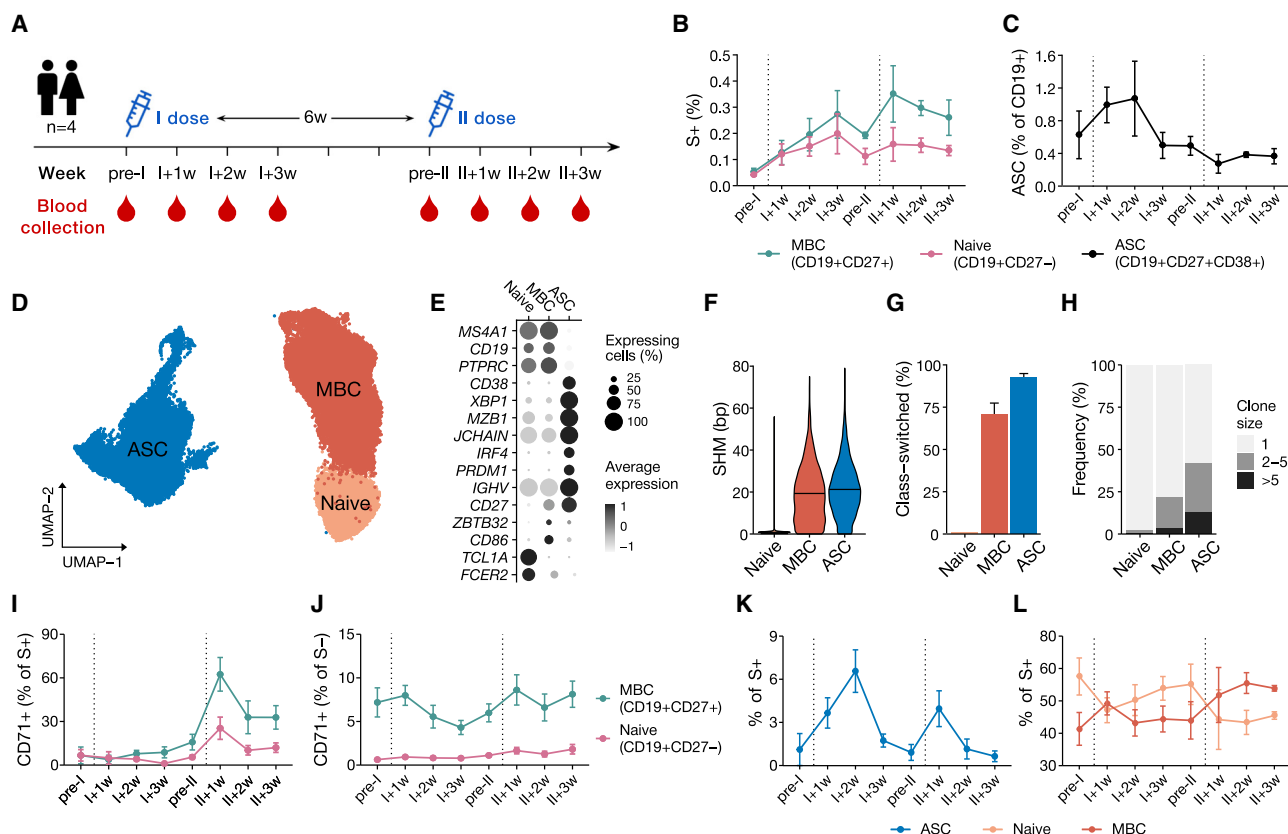 A
n=4
I dose
6w
II dose
Week
pre-I
I+1w
I+2w
I+3w
pre-II
II+1w
II+2w
II+3w
Blood
collection
B
S+ (%)
0.5
0.4
0.3
0.2
0.1
0.0
pre-I
I+1w
I+2w
I+3w
pre-II
II+1w
II+2w
II+3w
C
ASC (% of CD19+)
1.6
1.2
0.8
0.4
0.0
pre-I
I+1w
I+2w
I+3w
pre-II
II+1w
II+2w
II+3w
MBC
(CD19+CD27+)
Naive
(CD19+CD27−)
ASC
(CD19+CD27+CD38+)
D
ASC
MBC
Naive
UMAP-2
UMAP-1
E
Naive
MBC
ASC
MS4A1
CD19
PTPRC
CD38
XBP1
MZB1
JCHAIN
IRF4
PRDM1
IGHV
CD27
ZBTB32
CD86
TCL1A
FCER2
Expressing
cells (%)
25
50
75
100
Average
expression
1
0
−1
F
SHM (bp)
80
60
40
20
0
Naive
MBC
ASC
G
Class−switched (%)
100
75
50
25
0
Naive
MBC
ASC
H
Frequency (%)
100
75
50
25
0
Naive
MBC
ASC
Clone
size
1
2−5
>5
I
CD71+ (% of S+)
90
60
30
0
pre-I
I+1w
I+2w
I+3w
pre-II
II+1w
II+2w
II+3w
J
CD71+ (% of S−)
15
10
5
0
pre-I
I+1w
I+2w
I+3w
pre-II
II+1w
II+2w
II+3w
MBC
(CD19+CD27+)
Naive
(CD19+CD27−)
K
% of S+
9
6
3
0
pre-I
I+1w
I+2w
I+3w
pre-II
II+1w
II+2w
II+3w
L
% of S+
80
60
50
40
30
pre-I
I+1w
I+2w
I+3w
pre-II
II+1w
II+2w
II+3w
ASC
Naive
MBC